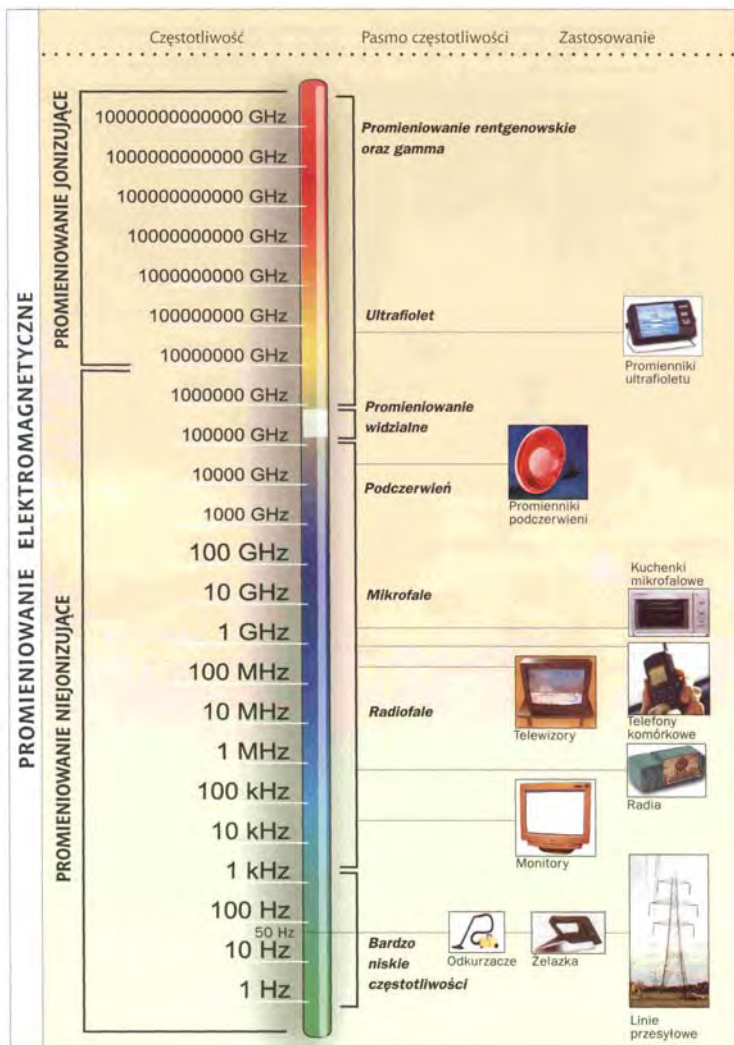 Częstotliwość
Pasmo częstotliwości
Zastosowanie
PROMIENIOWANIE ELEKTROMAGNETYCZNE
PROMIENIOWANIE JONIZUJĄCE
PROMIENIOWANIE NIEJONIZUJĄCE
10000000000000 GHz
1000000000000 GHz
100000000000 GHz
10000000000 GHz
1000000000 GHz
100000000 GHz
10000000 GHz
1000000 GHz
100000 GHz
10000 GHz
1000 GHz
100 GHz
10 GHz
1 GHz
100 MHz
10 MHz
1 MHz
100 kHz
10 kHz
1 kHz
100 Hz
50 Hz
10 Hz
1 Hz
Promieniowanie rentgenowskie
oraz gamma
Ultrafiolet
Promieniowanie
widzialne
Podczerwień
Mikrofale
Radiofale
Bardzo
niskie
częstotliwości
Promienniki
ultrafioletu
Promienniki
podczerwieni
Kuchenki
mikrofalowe
Telewizory
Telefony
komórkowe
Radia
Monitory
Odkurzacze
Żelazka
Linie
przesyłowe